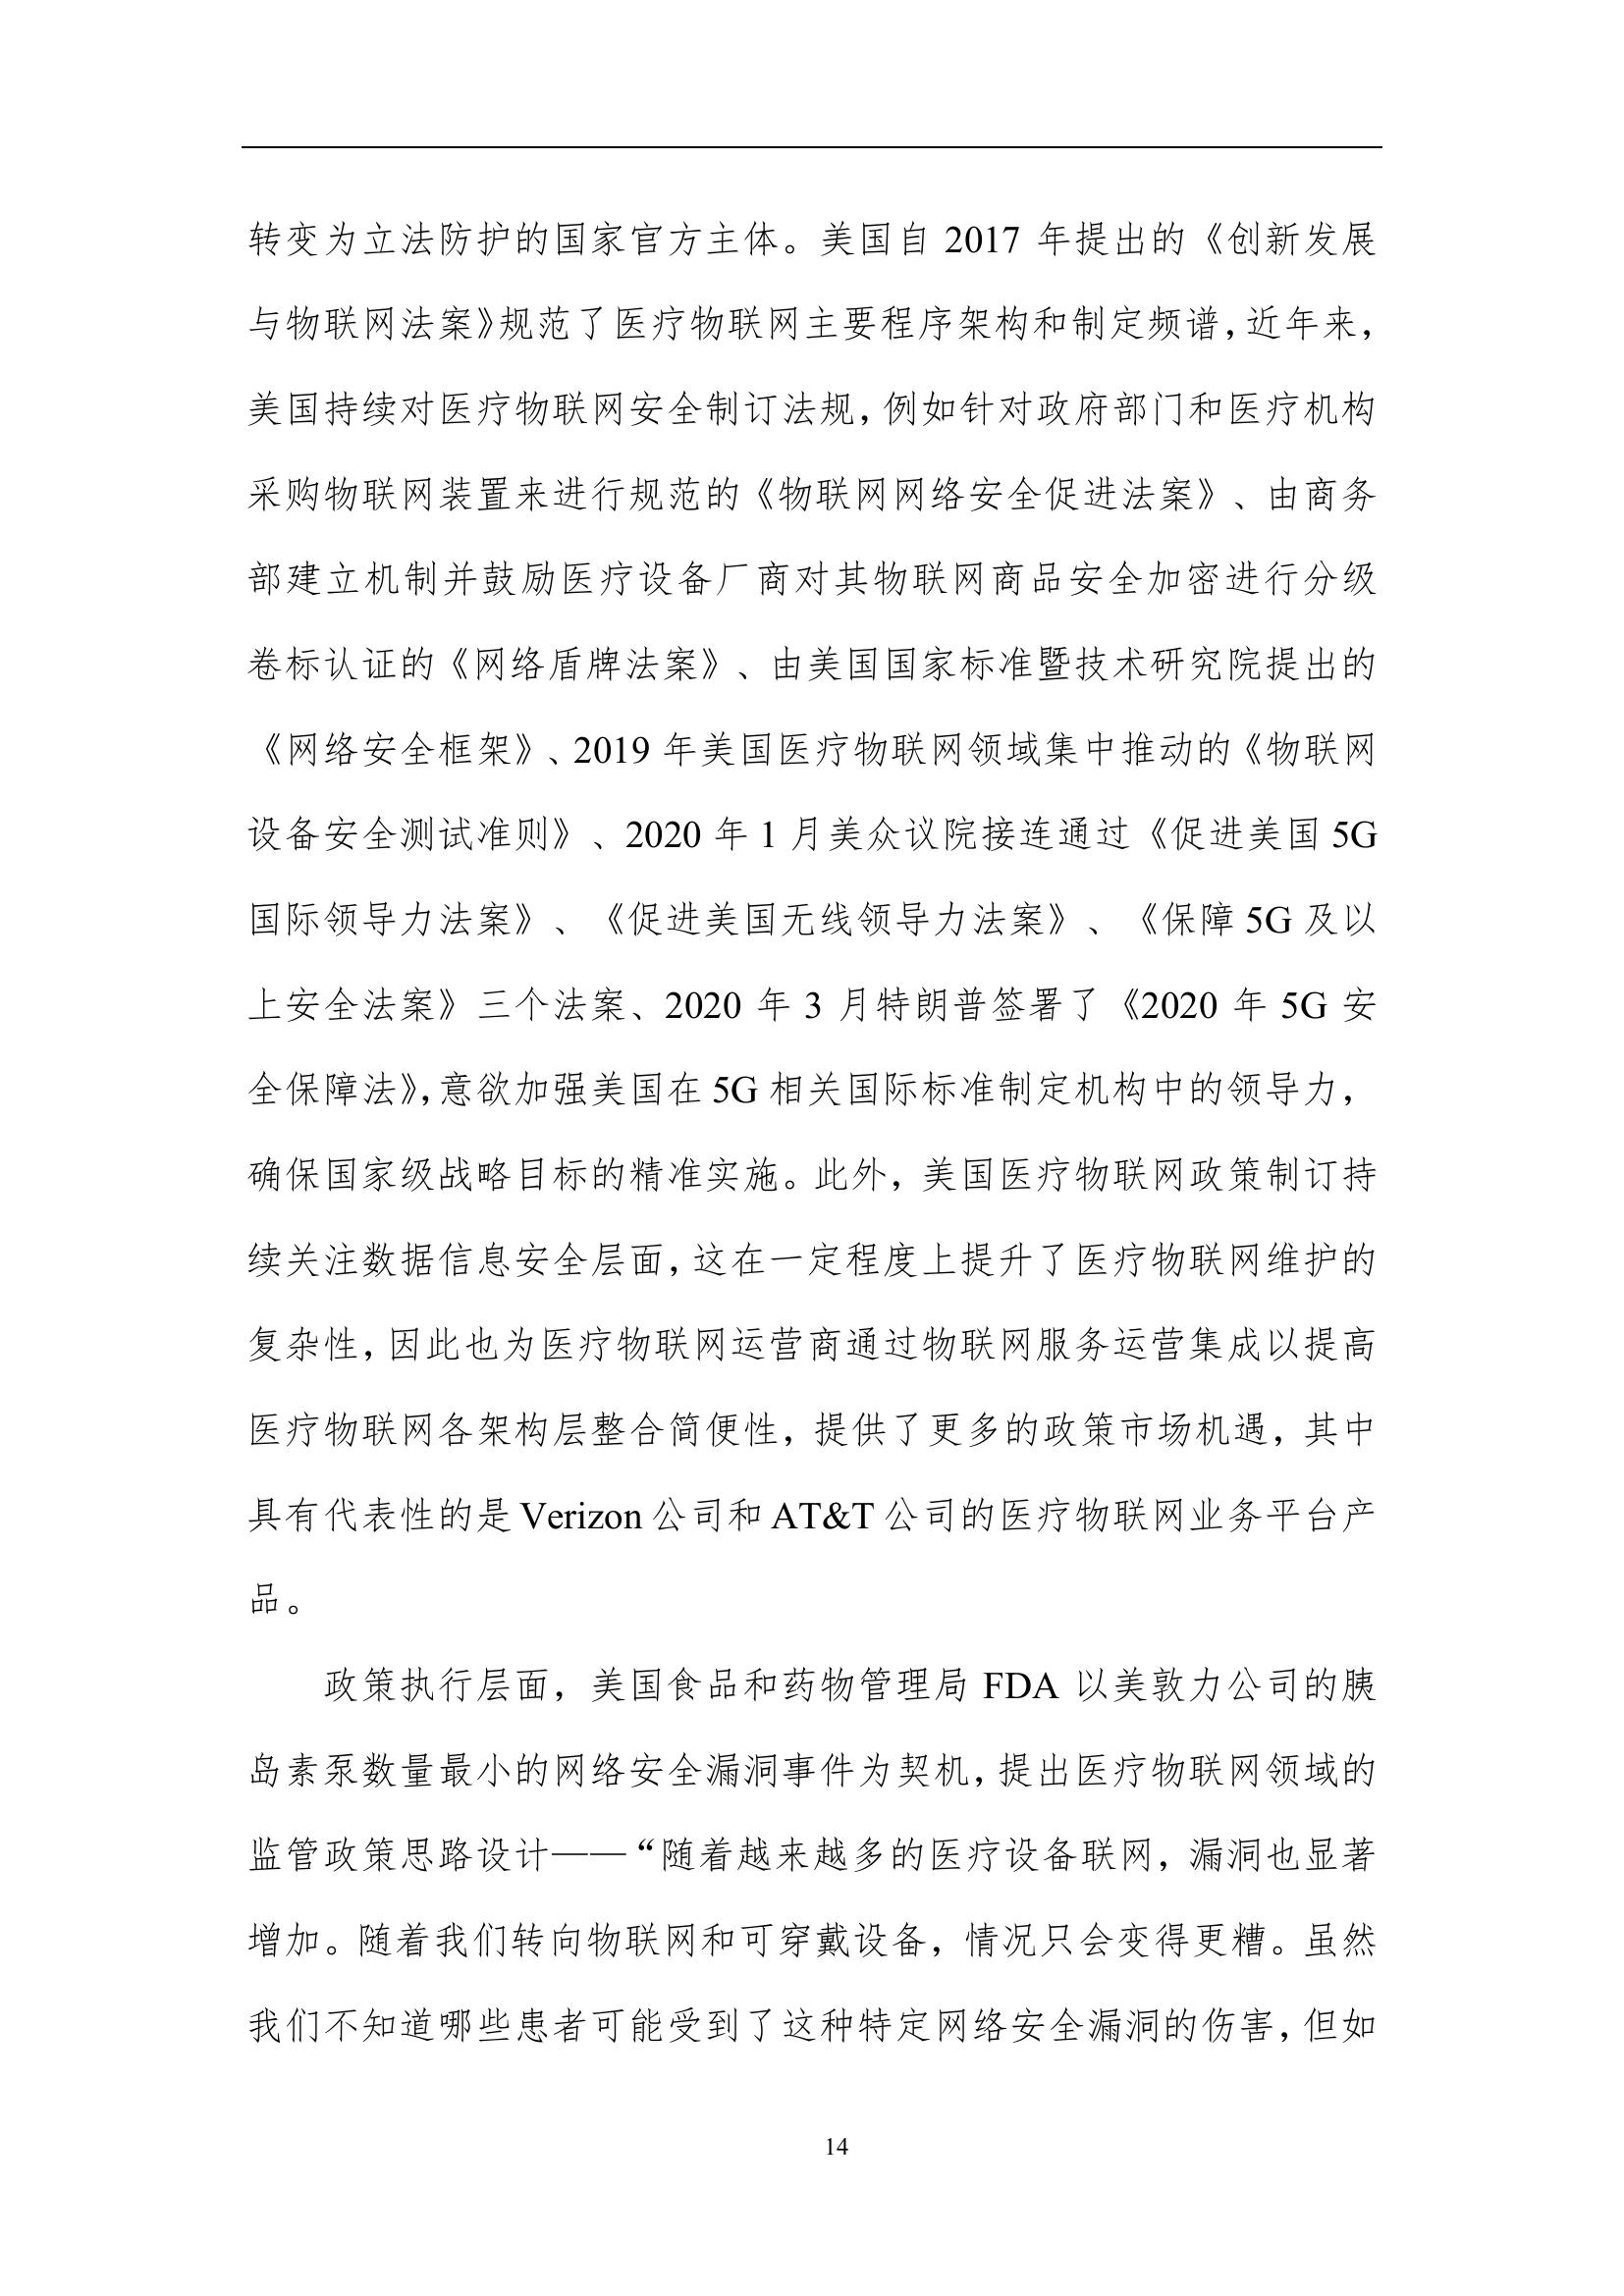 转变为立法防护的国家官方主体。美国自 2017 年提出的《创新发展
与物联网法案》规范了医疗物联网主要程序架构和制定频谱，近年来，
美国持续对医疗物联网安全制订法规，例如针对政府部门和医疗机构
采购物联网装置来进行规范的《物联网网络安全促进法案》、由商务
部建立机制并鼓励医疗设备厂商对其物联网商品安全加密进行分级
卷标认证的《网络盾牌法案》、由美国国家标准暨技术研究院提出的
《网络安全框架》、2019 年美国医疗物联网领域集中推动的《物联网
设备安全测试准则》、2020 年 1 月美众议院接连通过《促进美国 5G
国际领导力法案》、《促进美国无线领导力法案》、《保障 5G 及以
上安全法案》三个法案、2020 年 3 月特朗普签署了《2020 年 5G 安
全保障法》，意欲加强美国在 5G 相关国际标准制定机构中的领导力，
确保国家级战略目标的精准实施。此外，美国医疗物联网政策制订持
续关注数据信息安全层面，这在一定程度上提升了医疗物联网维护的
复杂性，因此也为医疗物联网运营商通过物联网服务运营集成以提高
医疗物联网各架构层整合简便性，提供了更多的政策市场机遇，其中
具有代表性的是 Verizon 公司和 AT&T 公司的医疗物联网业务平台产
品。
政策执行层面，美国食品和药物管理局 FDA 以美敦力公司的胰
岛素泵数量最小的网络安全漏洞事件为契机，提出医疗物联网领域的
监管政策思路设计——“随着越来越多的医疗设备联网，漏洞也显著
增加。随着我们转向物联网和可穿戴设备，情况只会变得更糟。虽然
我们不知道哪些患者可能受到了这种特定网络安全漏洞的伤害，但如
14